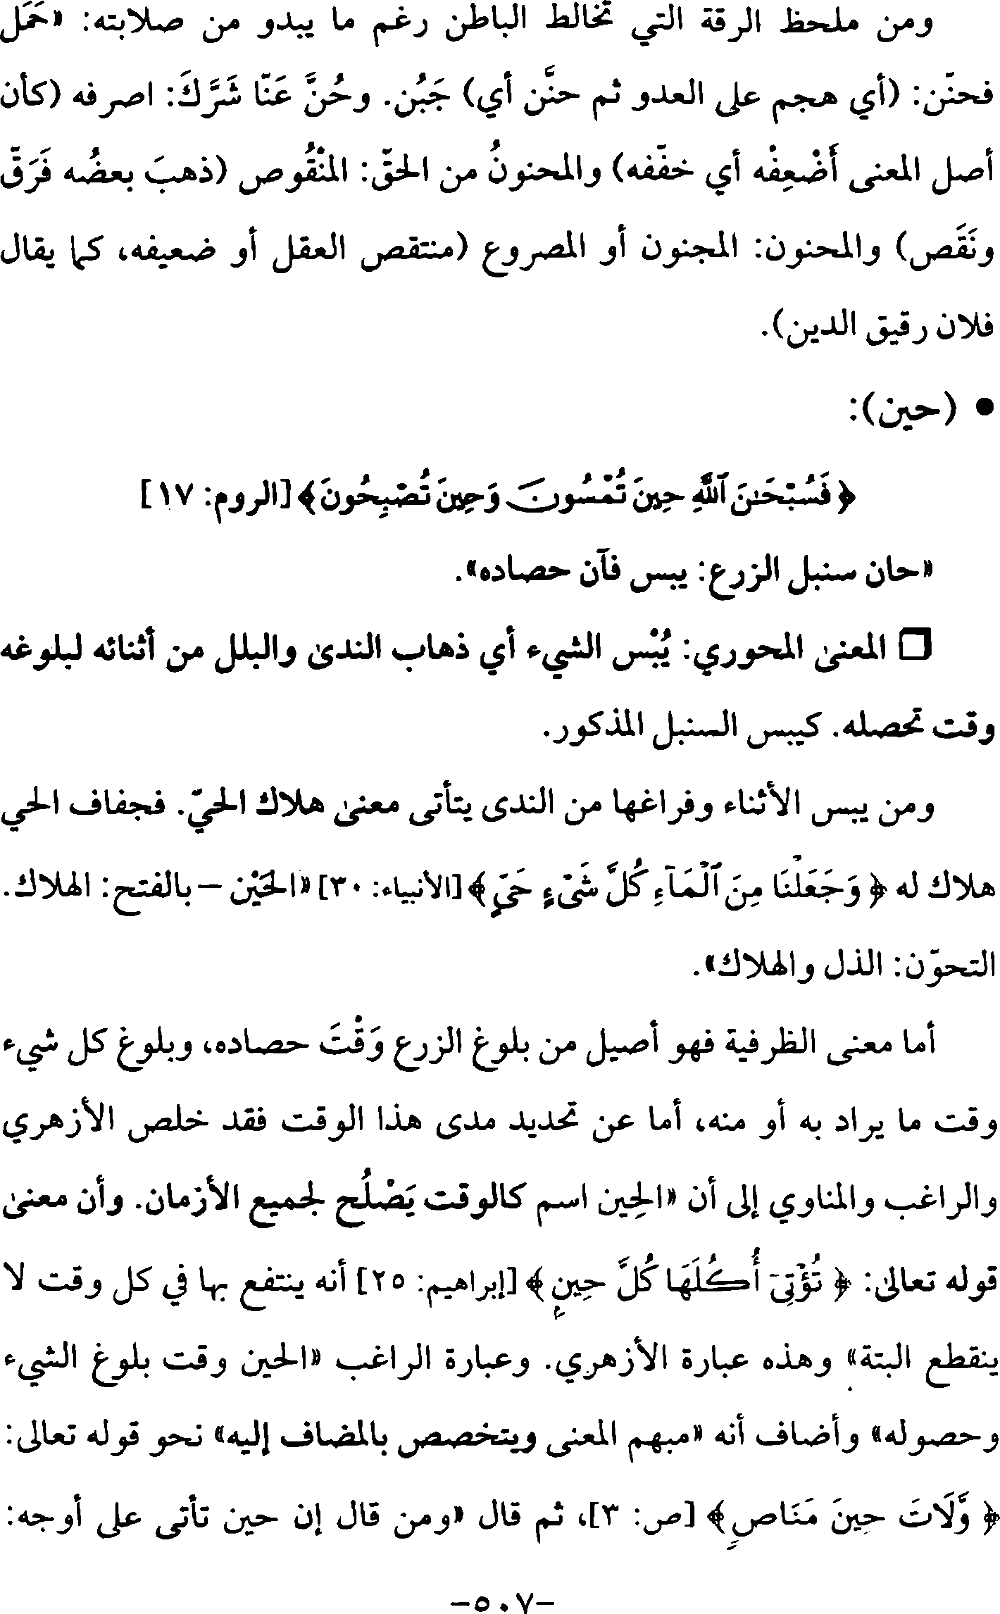 ومن ملحظ الرقة التي تخالط الباطن رغم ما يبدو من صلابته: «حَمَل
فحنّن: (أي هجم على العدو ثم حنَّن أي) جَبُن. وحُنَّ عَنّا شَرَّكَ: اصرفه (كأن
أصل المعنى أَضْعِفْه أي خفّفه) والمحنونُ من الحقّ: المنْقُوص (ذهبَ بعضُه فَرَقّ
ونَقَص) والمحنون: المجنون أو المصروع (منتقص العقل أو ضعيفه، كما يقال
فلان رقيق الدين).
• (حين):
﴿ فَسُبْحَٰنَ ٱللَّهِ حِينَ تُمْسُونَ وَحِينَ تُصْبِحُونَ﴾ [الروم: ١٧]
«حان سنبل الزرع: يبس فآن حصاده».
❒ المعنىٰ المحوري: يُبْس الشيء أي ذهاب الندىٰ والبلل من أثنائه لبلوغه
وقت تحصله. كيبس السنبل المذكور.
ومن يبس الأثناء وفراغها من الندى يتأتى معنىٰ هلاك الحيّ. فجفاف الحي
هلاك له ﴿ وَجَعَلْنَا مِنَ ٱلْمَآءِ كُلَّ شَىْءٍ حَىٍّ ﴾ [الأنبياء: ٣٠] «الحَيْن – بالفتح: الهلاك.
التحوّن: الذل والهلاك».
أما معنى الظرفية فهو أصيل من بلوغ الزرع وَقْتَ حصاده، وبلوغ كل شيء
وقت ما يراد به أو منه، أما عن تحديد مدى هذا الوقت فقد خلص الأزهري
والراغب والمناوي إلى أن «الحِين اسم كالوقت يَصْلُح لجميع الأزمان. وأن معنىٰ
قوله تعالىٰ: ﴿ تُؤْتِىٓ أُكُلَهَا كُلَّ حِينٍۭ ﴾ [إبراهيم: ٢٥] أنه ينتفع بها في كل وقت لا
ينقطع البتة» وهذه عبارة الأزهري. وعبارة الراغب «الحين وقت بلوغ الشيء
وحصوله» وأضاف أنه «مبهم المعنى ويتخصص بالمضاف إليه» نحو قوله تعالى:
﴿ وَّلَاتَ حِينَ مَنَاصٍ ﴾ [ص: ٣]، ثم قال «ومن قال إن حين تأتى على أوجه:
-٥٠٧-